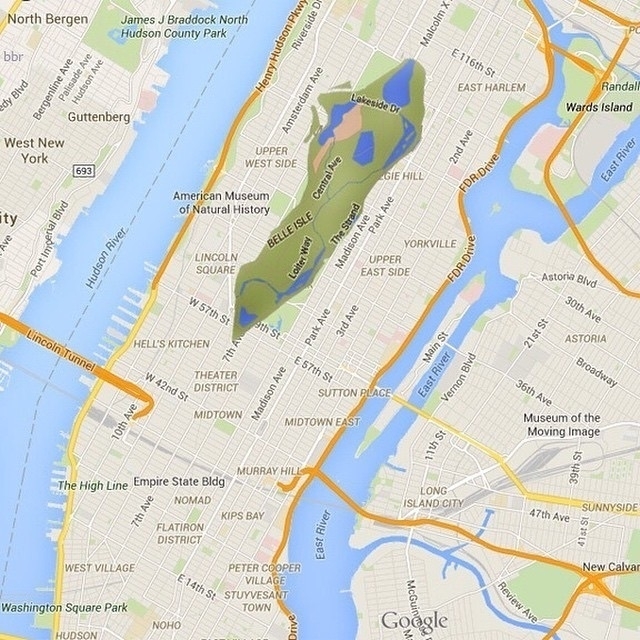 North Bergen
James J Braddock North
Hudson County Park
Riverside Dr
Henry Hudson Pkwy
Malcolm X
bbr
Bergenline Ave
Palisade Ave
Hudson Ave
E 116th St
EAST HARLEM
Randall
Wards Island
Guttenberg
Amsterdam Ave
Lakeside Dr
West New
York
693
UPPER
WEST SIDE
Central Ave
2nd Ave
FDR Drive
East River
American Museum
of Natural History
BELLE ISLE
The Strand
Loiter Way
Madison Ave
Park Ave
Port Imperial Blvd
Hudson River
LINCOLN
SQUARE
UPPER
EAST SIDE
YORKVILLE
FDR Drive
Astoria Blvd
30th Ave
W 57th St
7th A
Park Ave
3rd Ave
Main St
21st St
ASTORIA
Broadway
Lincoln Tunnel
HELL'S KITCHEN
E 57th St
East River
Vernon Blvd
36th Ave
W 42nd St
THEATER
DISTRICT
Madison Ave
SUTTON PLACE
10th Ave
MIDTOWN
MIDTOWN EAST
Museum of the
Moving Image
11th St
39th St
MURRAY HILL
The High Line
Empire State Bldg
NOMAD
7th Ave
KIPS BAY
LONG
ISLAND CITY
SUNNYSIDE
47th Ave
41st St
FLATIRON
DISTRICT
East River
WEST VILLAGE
PETER COOPER
VILLAGE
STUYVESANT
TOWN
E 14th St
New Calvar
Review Ave
Washington Square Park
NOHO
HUDSON
Drive
Google